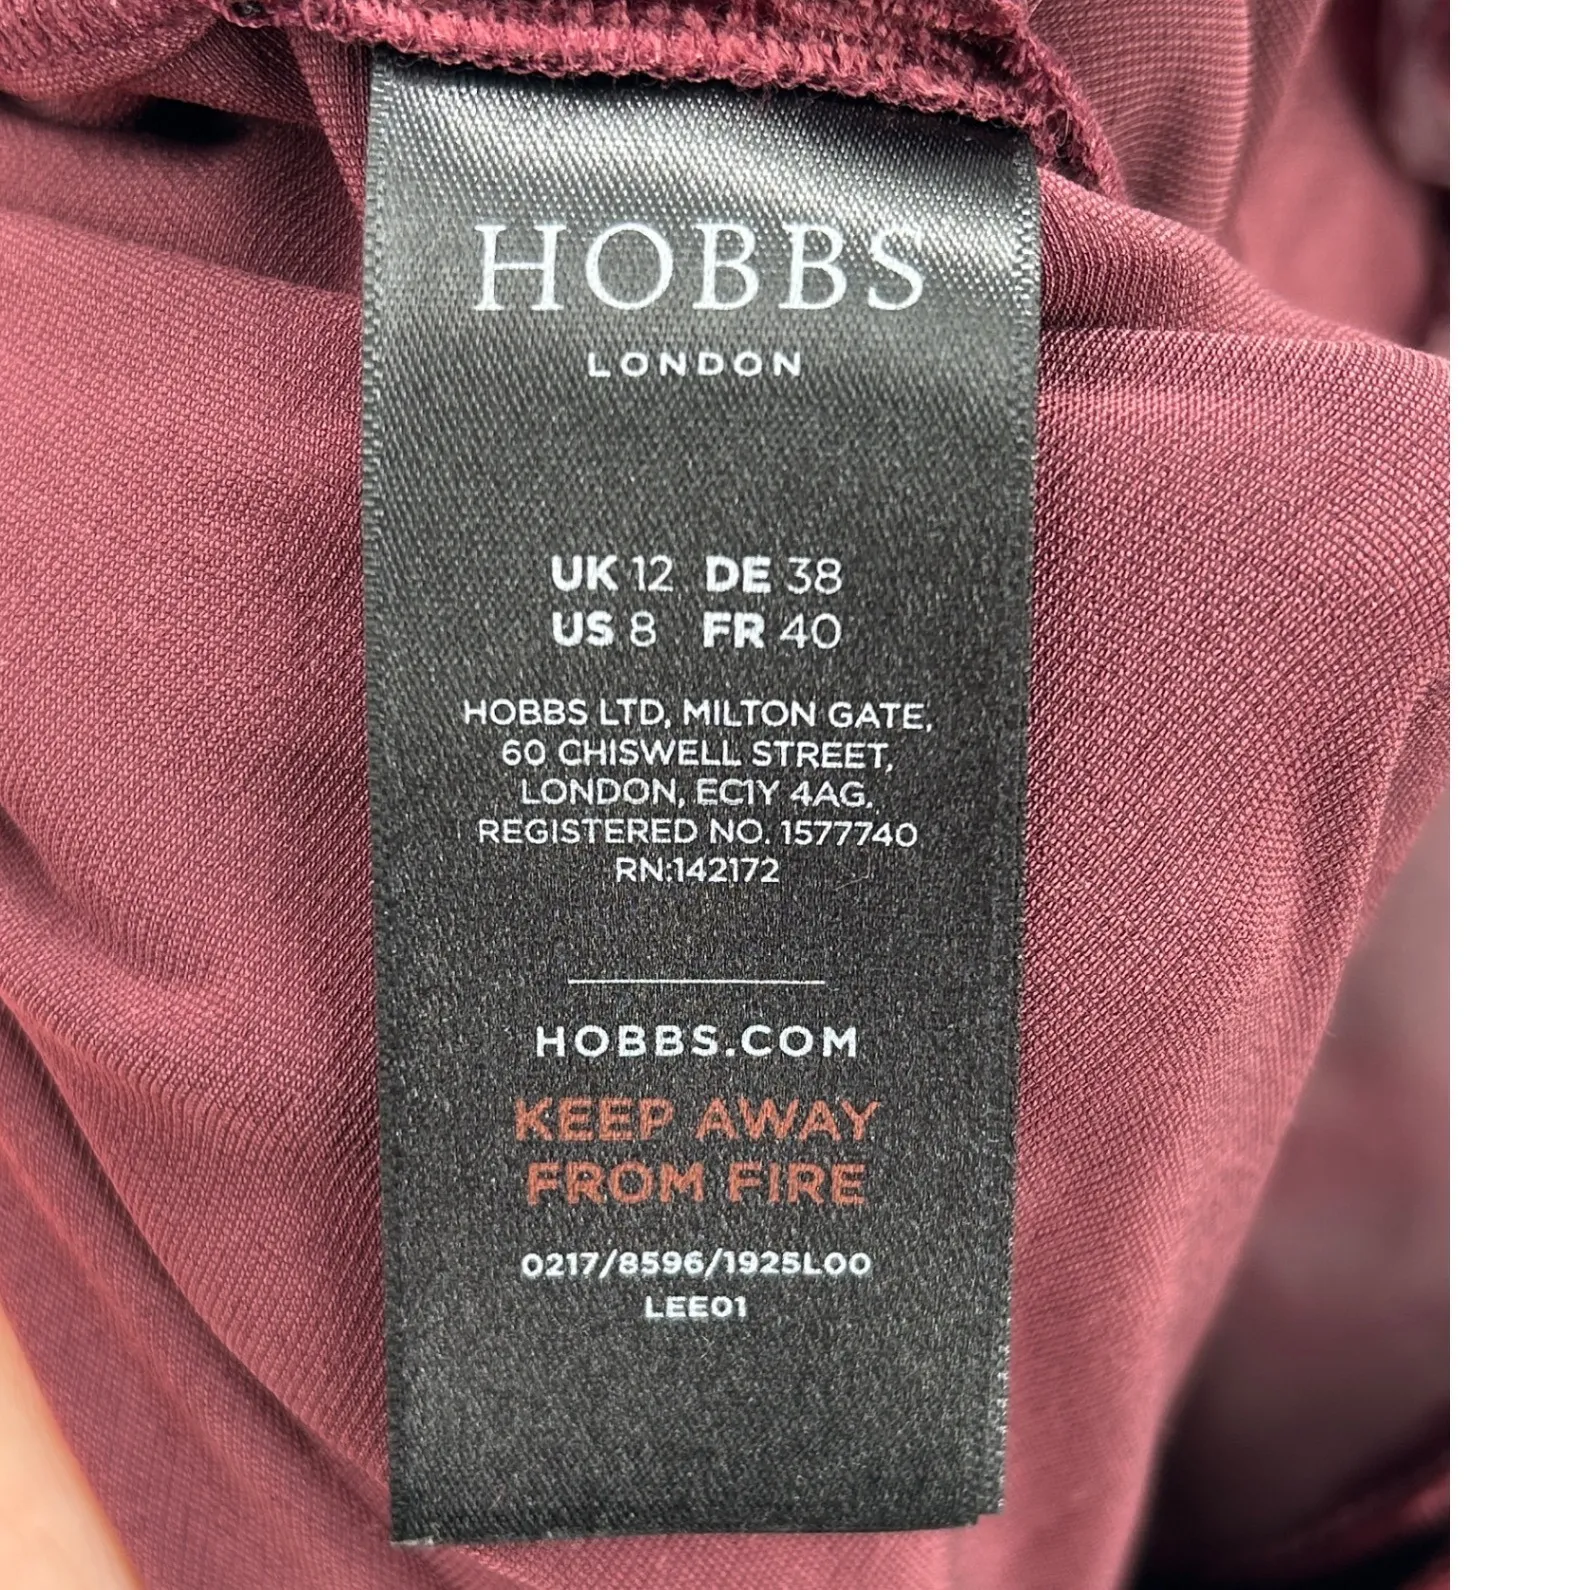 HOBBS
LONDON
UK 12 DE 38
US 8 FR 40
HOBBS LTD, MILTON GATE,
60 CHISWELL STREET,
LONDON, EC1Y 4AG.
REGISTERED NO. 1577740
RN:142172
HOBBS.COM
KEEP AWAY
FROM FIRE
0217/8596/1925L00
LEE01